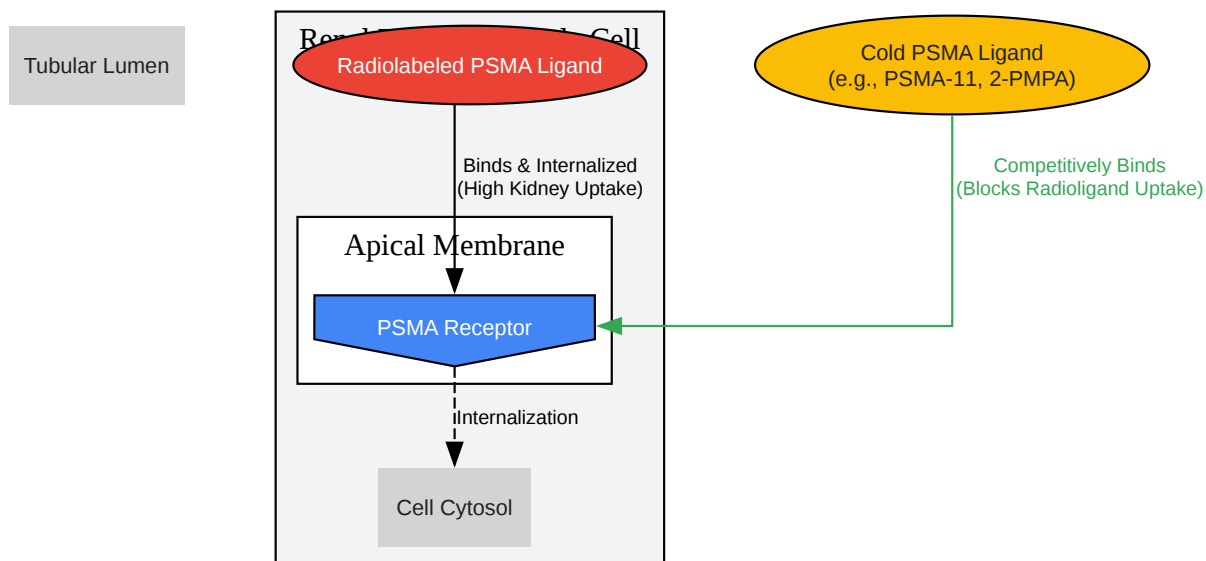 Tubular Lumen
Cell
Radiolabeled PSMA Ligand
Cold PSMA Ligand
(e.g., PSMA-11, 2-PMPA)
Binds & Internalized
(High Kidney Uptake)
Competitively Binds
(Blocks Radioligand Uptake)
Apical Membrane
PSMA Receptor
Internalization
Cell Cytosol